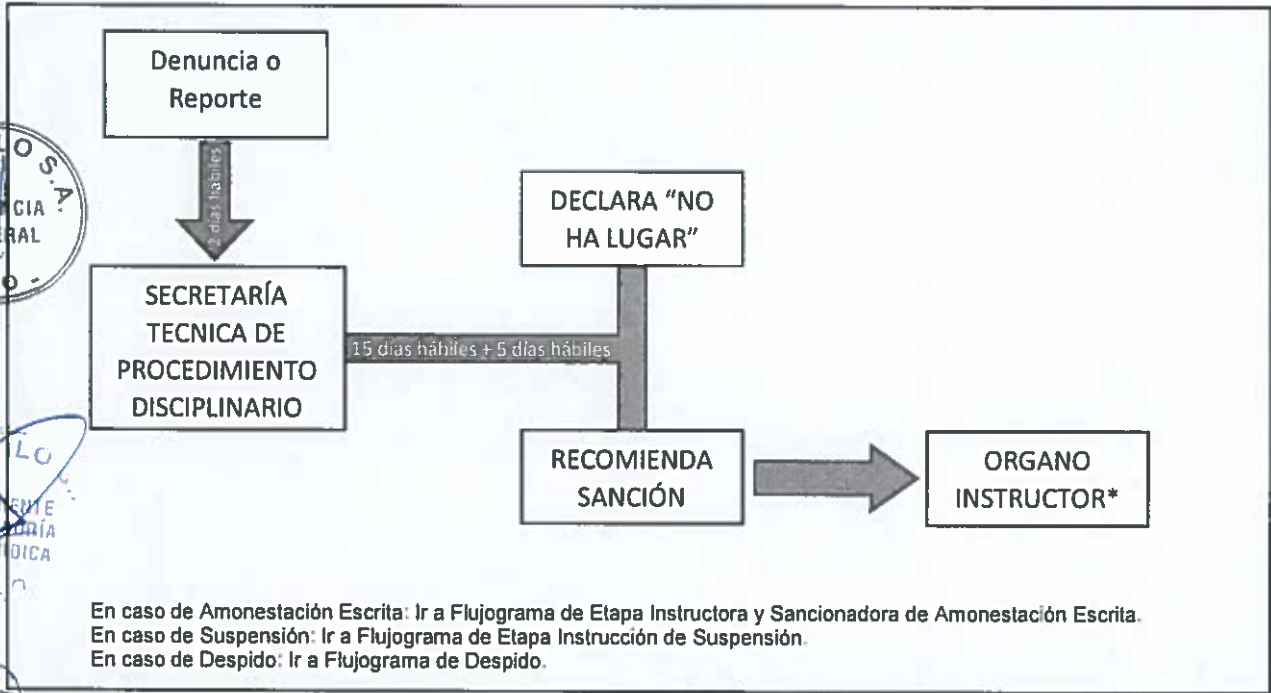 Denuncia o
Reporte
2 días hábiles
SECRETARÍA
TECNICA DE
PROCEDIMIENTO
DISCIPLINARIO
15 días hábiles + 5 días hábiles
DECLARA “NO
HA LUGAR”
RECOMIENDA
SANCIÓN
ORGANO
INSTRUCTOR*
En caso de Amonestación Escrita: Ir a Flujograma de Etapa Instructora y Sancionadora de Amonestación Escrita.
En caso de Suspensión: Ir a Flujograma de Etapa Instrucción de Suspensión.
En caso de Despido: Ir a Flujograma de Despido.
S.A.